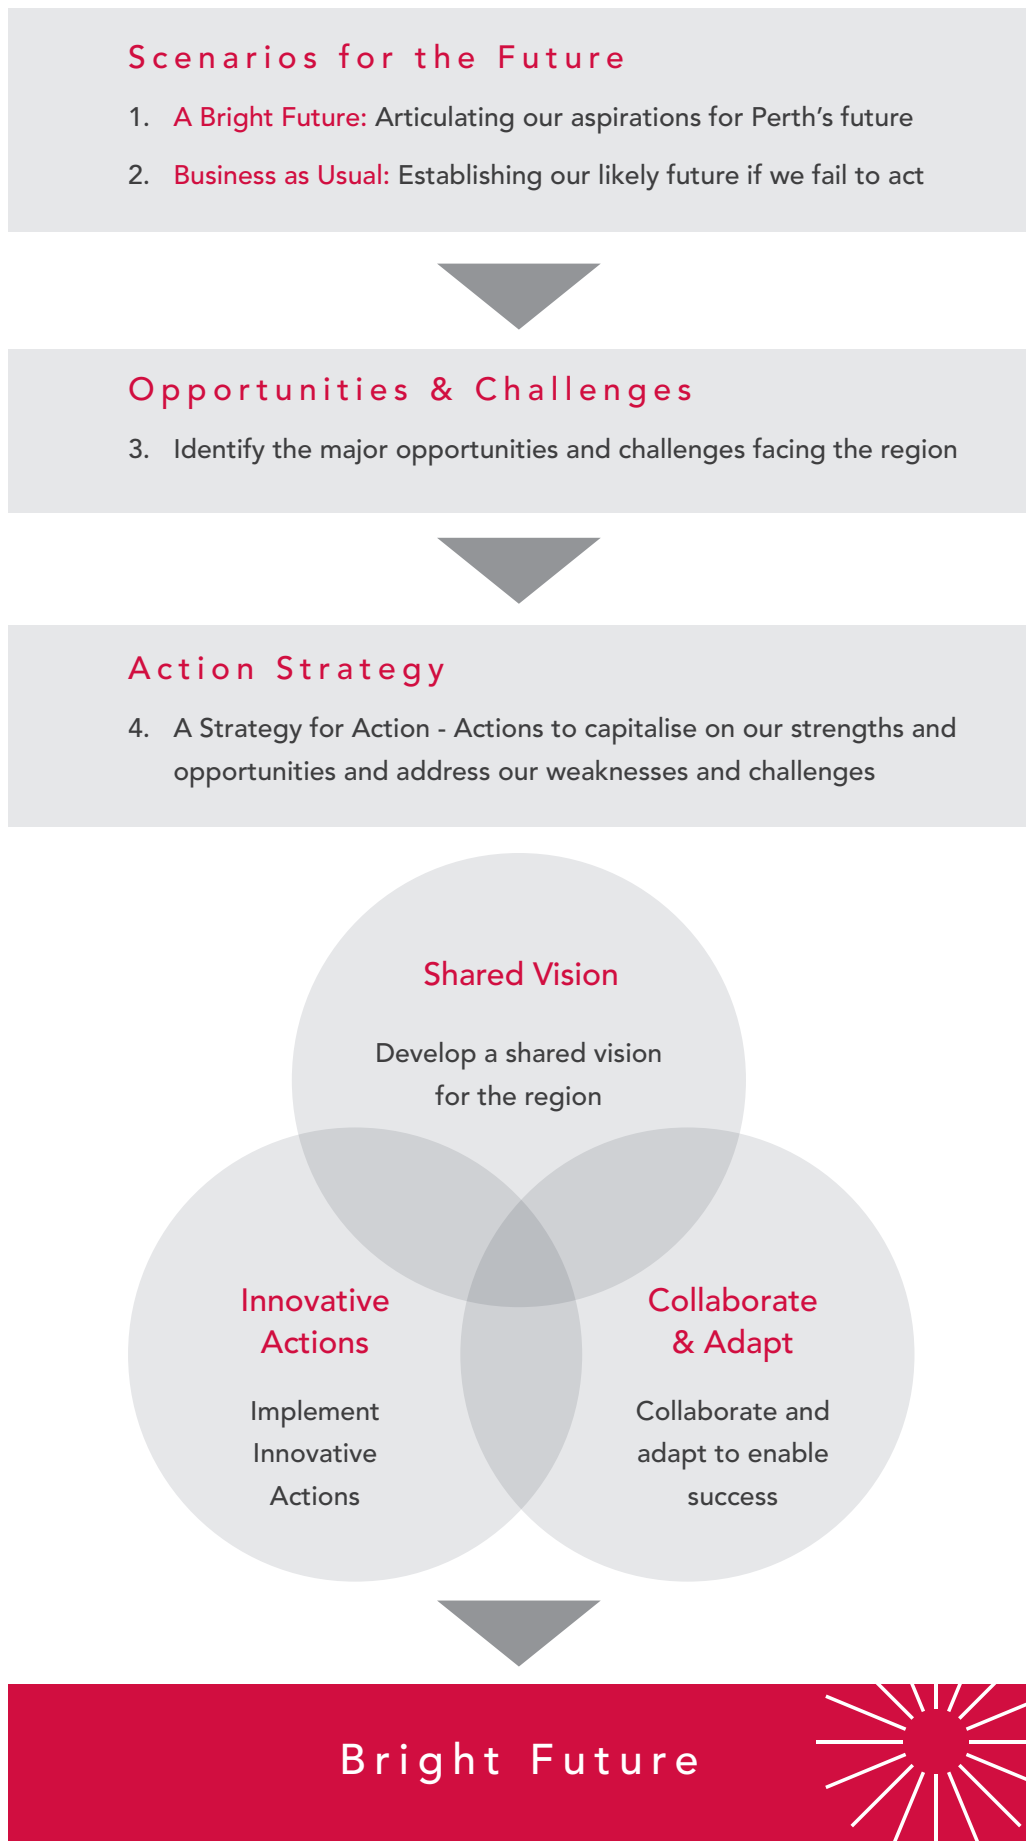 Scenarios for the Future
1. A Bright Future: Articulating our aspirations for Perth’s future
2. Business as Usual: Establishing our likely future if we fail to act
Opportunities & Challenges
3. Identify the major opportunities and challenges facing the region
Action Strategy
4. A Strategy for Action - Actions to capitalise on our strengths and
opportunities and address our weaknesses and challenges
Shared Vision
Develop a shared vision
for the region
Innovative
Actions
Implement
Innovative
Actions
Collaborate
& Adapt
Collaborate and
adapt to enable
success
Bright Future